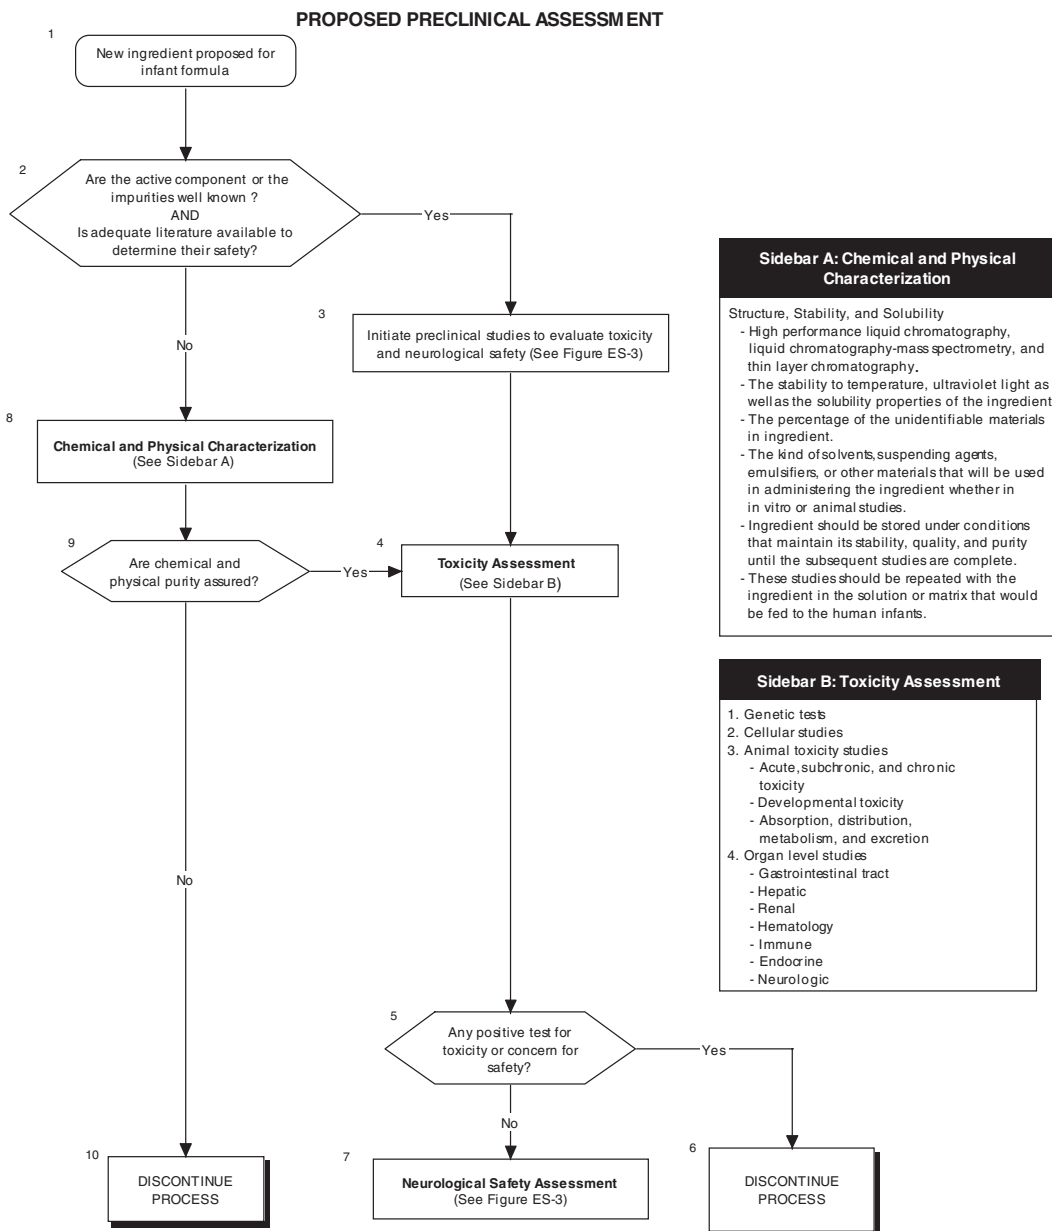 PROPOSED PRECLINICAL ASSESSMENT
1
New ingredient proposed for
infant formula
2
Are the active component or the
impurities well known ?
AND
Is adequate literature available to
determine their safety?
Yes
No
3
Initiate preclinical studies to evaluate toxicity
and neurological safety (See Figure ES-3)
8
Chemical and Physical Characterization
(See Sidebar A)
9
Are chemical and
physical purity assured?
Yes
4
Toxicity Assessment
(See Sidebar B)
No
5
Any positive test for
toxicity or concern for
safety?
Yes
No
10
DISCONTINUE
PROCESS
7
Neurological Safety Assessment
(See Figure ES-3)
6
DISCONTINUE
PROCESS
Sidebar A: Chemical and Physical
Characterization
Structure, Stability, and Solubility
- High performance liquid chromatography,
liquid chromatography-mass spectrometry, and
thin layer chromatography.
- The stability to temperature, ultraviolet light as
well as the solubility properties of the ingredient
- The percentage of the unidentifiable materials
in ingredient.
- The kind of solvents, suspending agents,
emulsifiers, or other materials that will be used
in administering the ingredient whether in
in vitro or animal studies.
- Ingredient should be stored under conditions
that maintain its stability, quality, and purity
until the subsequent studies are complete.
- These studies should be repeated with the
ingredient in the solution or matrix that would
be fed to the human infants.
Sidebar B: Toxicity Assessment
1. Genetic tests
2. Cellular studies
3. Animal toxicity studies
- Acute, subchronic, and chronic
toxicity
- Developmental toxicity
- Absorption, distribution,
metabolism, and excretion
4. Organ level studies
- Gastrointestinal tract
- Hepatic
- Renal
- Hematology
- Immune
- Endocrine
- Neurologic